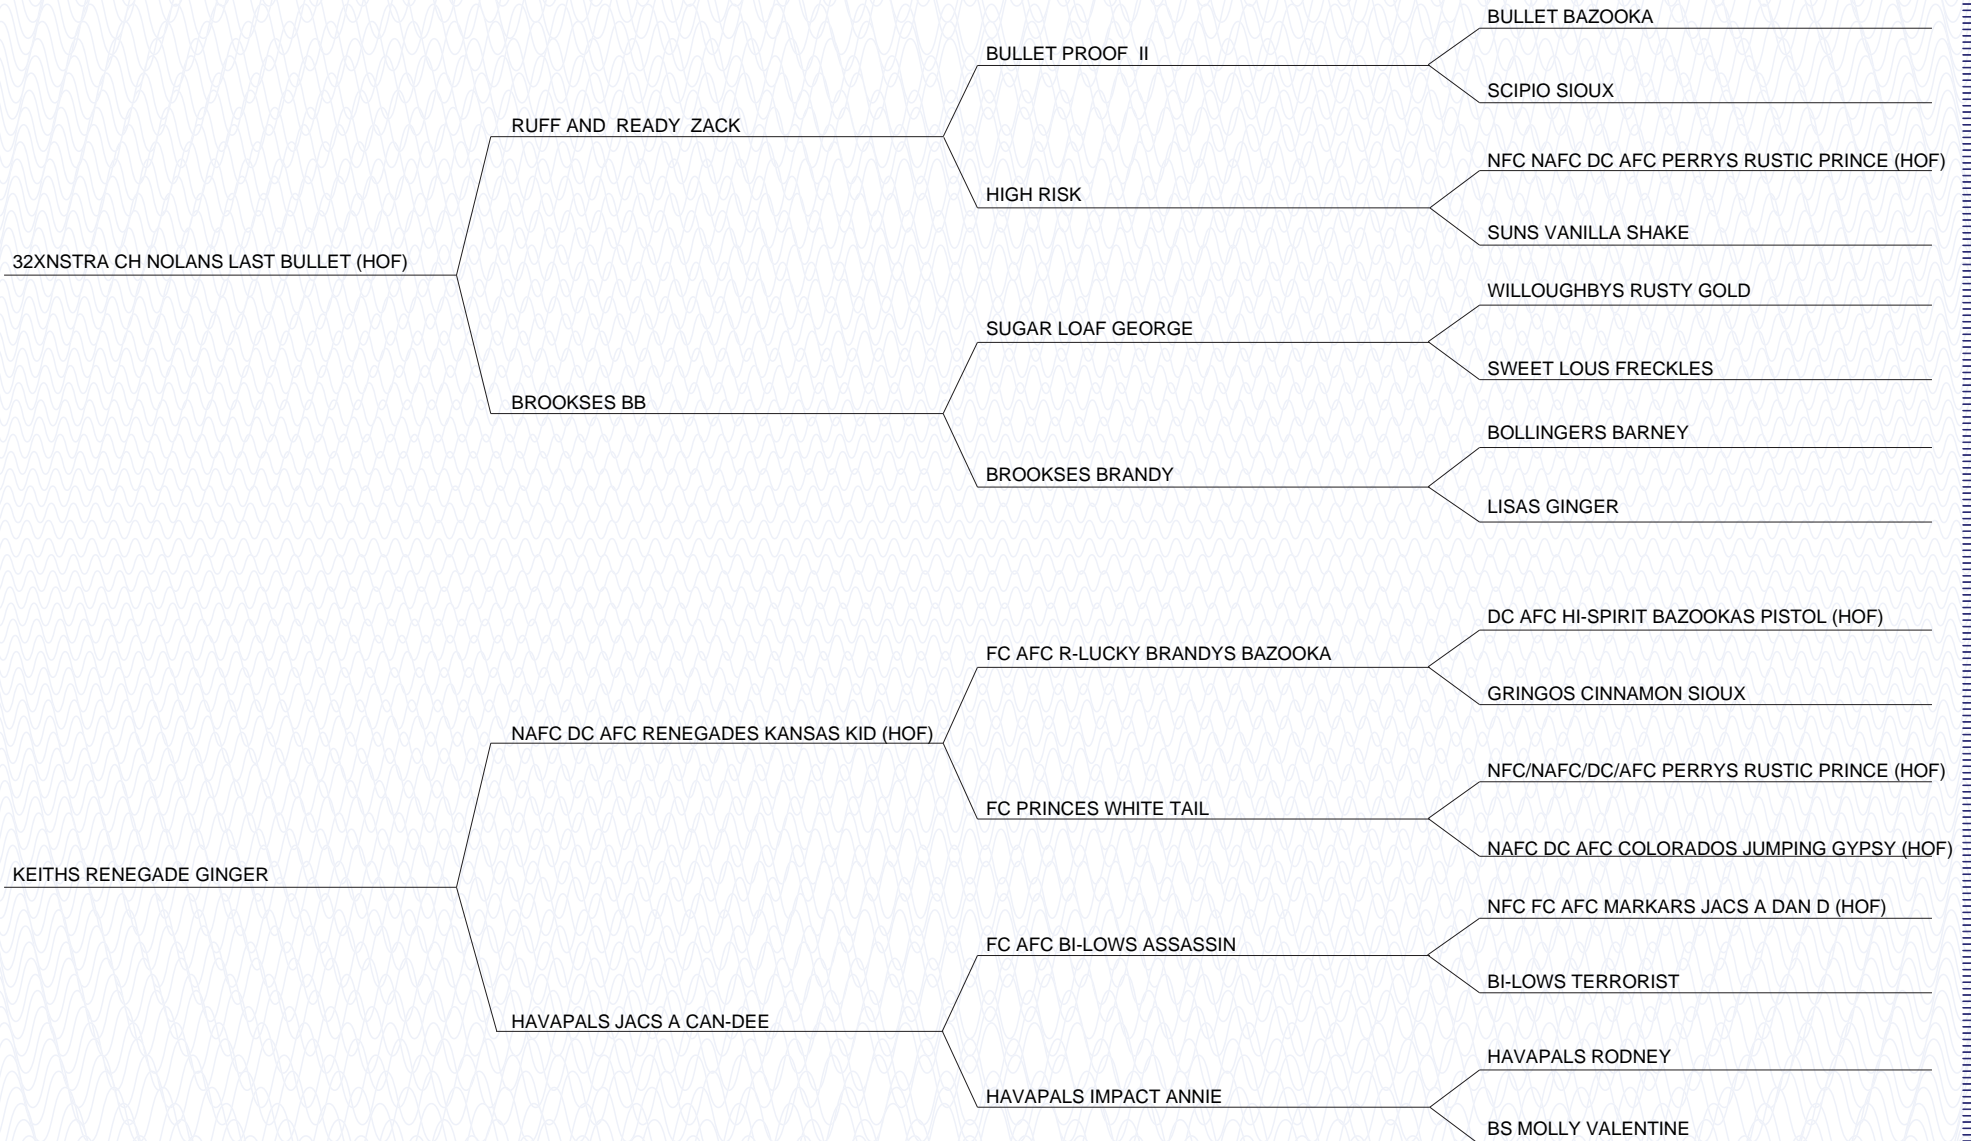 BULLET BAZOOKA
BULLET PROOF  II
SCIPIO SIOUX
RUFF AND  READY  ZACK
NFC NAFC DC AFC PERRYS RUSTIC PRINCE (HOF)
HIGH RISK
SUNS VANILLA SHAKE
32XNSTRA CH NOLANS LAST BULLET (HOF)
WILLOUGHBYS RUSTY GOLD
SUGAR LOAF GEORGE
SWEET LOUS FRECKLES
BROOKSES BB
BOLLINGERS BARNEY
BROOKSES BRANDY
LISAS GINGER
DC AFC HI-SPIRIT BAZOOKAS PISTOL (HOF)
FC AFC R-LUCKY BRANDYS BAZOOKA
GRINGOS CINNAMON SIOUX
NAFC DC AFC RENEGADES KANSAS KID (HOF)
NFC/NAFC/DC/AFC PERRYS RUSTIC PRINCE (HOF)
FC PRINCES WHITE TAIL
NAFC DC AFC COLORADOS JUMPING GYPSY (HOF)
KEITHS RENEGADE GINGER
NFC FC AFC MARKARS JACS A DAN D (HOF)
FC AFC BI-LOWS ASSASSIN
BI-LOWS TERRORIST
HAVAPALS JACS A CAN-DEE
HAVAPALS RODNEY
HAVAPALS IMPACT ANNIE
BS MOLLY VALENTINE